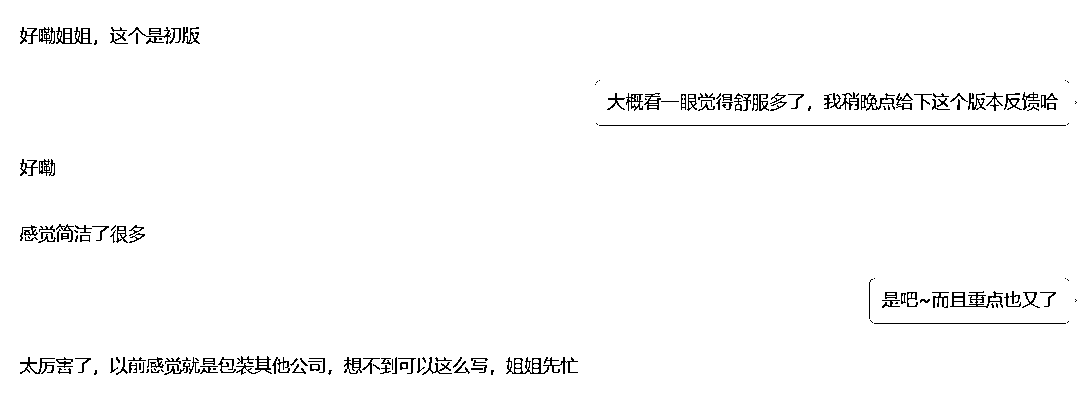 好嘞姐姐，这个是初版
大概看一眼觉得舒服多了，我稍晚点给下这个版本反馈哈
好嘞
感觉简洁了很多
是吧~而且重点也又了
太厉害了，以前感觉就是包装其他公司，想不到可以这么写，姐姐先忙